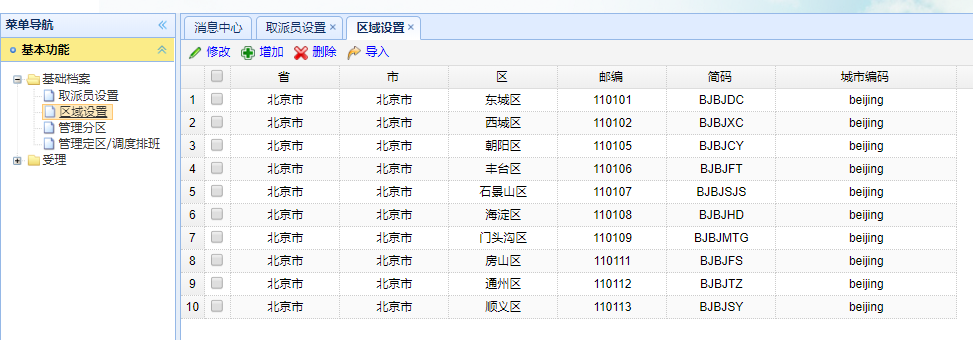 菜单导航
基本功能
基础档案
取派员设置
区域设置
管理分区
管理定区/调度排班
受理
消息中心 取派员设置 区域设置
修改 增加 删除 导入
省 市 区 邮编 简码 城市编码
1 北京市 北京市 东城区 110101 BJBJDC beijing
2 北京市 北京市 西城区 110102 BJBJXC beijing
3 北京市 北京市 朝阳区 110105 BJBJCY beijing
4 北京市 北京市 丰台区 110106 BJBJFT beijing
5 北京市 北京市 石景山区 110107 BJBJSJS beijing
6 北京市 北京市 海淀区 110108 BJBJHD beijing
7 北京市 北京市 门头沟区 110109 BJBJMTG beijing
8 北京市 北京市 房山区 110111 BJBJFS beijing
9 北京市 北京市 通州区 110112 BJBJTZ beijing
10 北京市 北京市 顺义区 110113 BJBJSY beijing